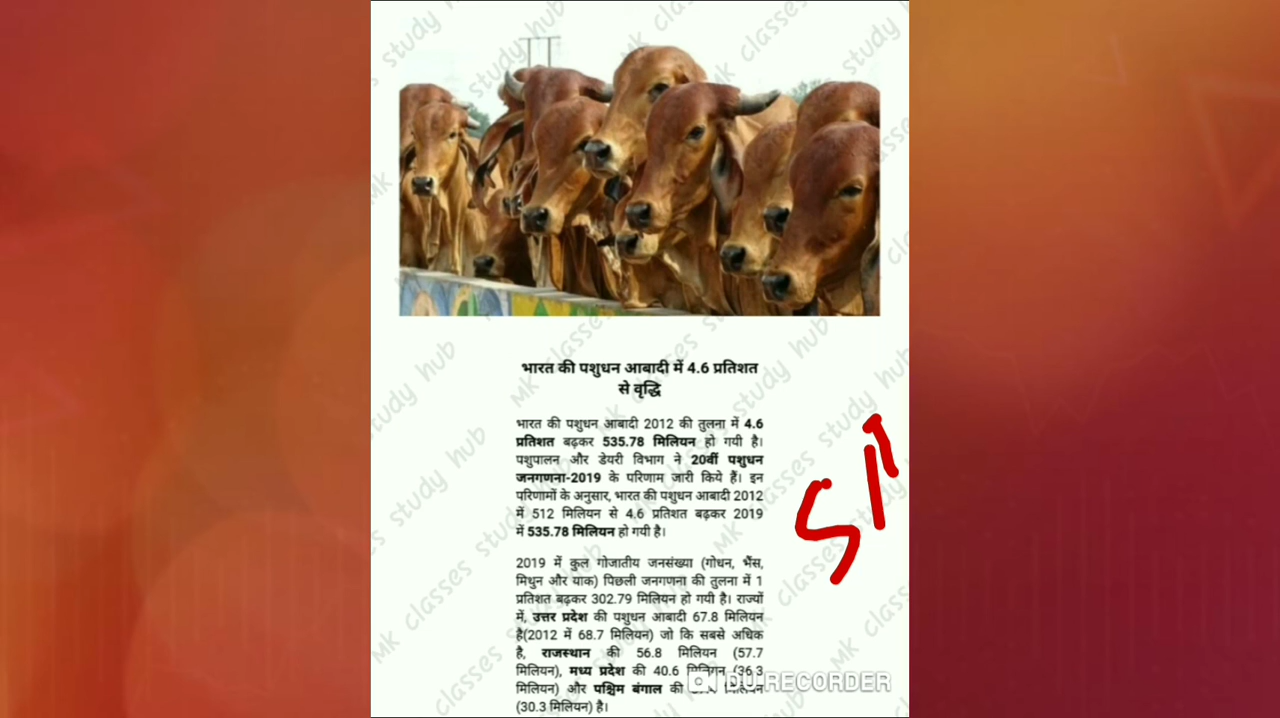 भारत की पशुधन आबादी में 4.6 प्रतिशत
से वृद्धि
भारत की पशुधन आबादी 2012 की तुलना में 4.6
प्रतिशत बढ़कर 535.78 मिलियन हो गयी है।
पशुपालन और डेयरी विभाग ने 20वीं पशुधन
जनगणना-2019 के परिणाम जारी किये हैं। इन
परिणामों के अनुसार, भारत की पशुधन आबादी 2012
में 512 मिलियन से 4.6 प्रतिशत बढ़कर 2019
में 535.78 मिलियन हो गयी है।
2019 में कुल गोजातीय जनसंख्या (गोधन, भैंस,
मिथुन और याक) पिछली जनगणना की तुलना में 1
प्रतिशत बढ़कर 302.79 मिलियन हो गयी है। राज्यों
में, उत्तर प्रदेश की पशुधन आबादी 67.8 मिलियन
है(2012 में 68.7 मिलियन) जो कि सबसे अधिक
है, राजस्थान की 56.8 मिलियन (57.7
मिलियन), मध्य प्रदेश की 40.6 मिलियन (36.3
मिलियन) और पश्चिम बंगाल की मिलियन
(30.3 मिलियन) है।
DU RECORDER
MK classes study hub